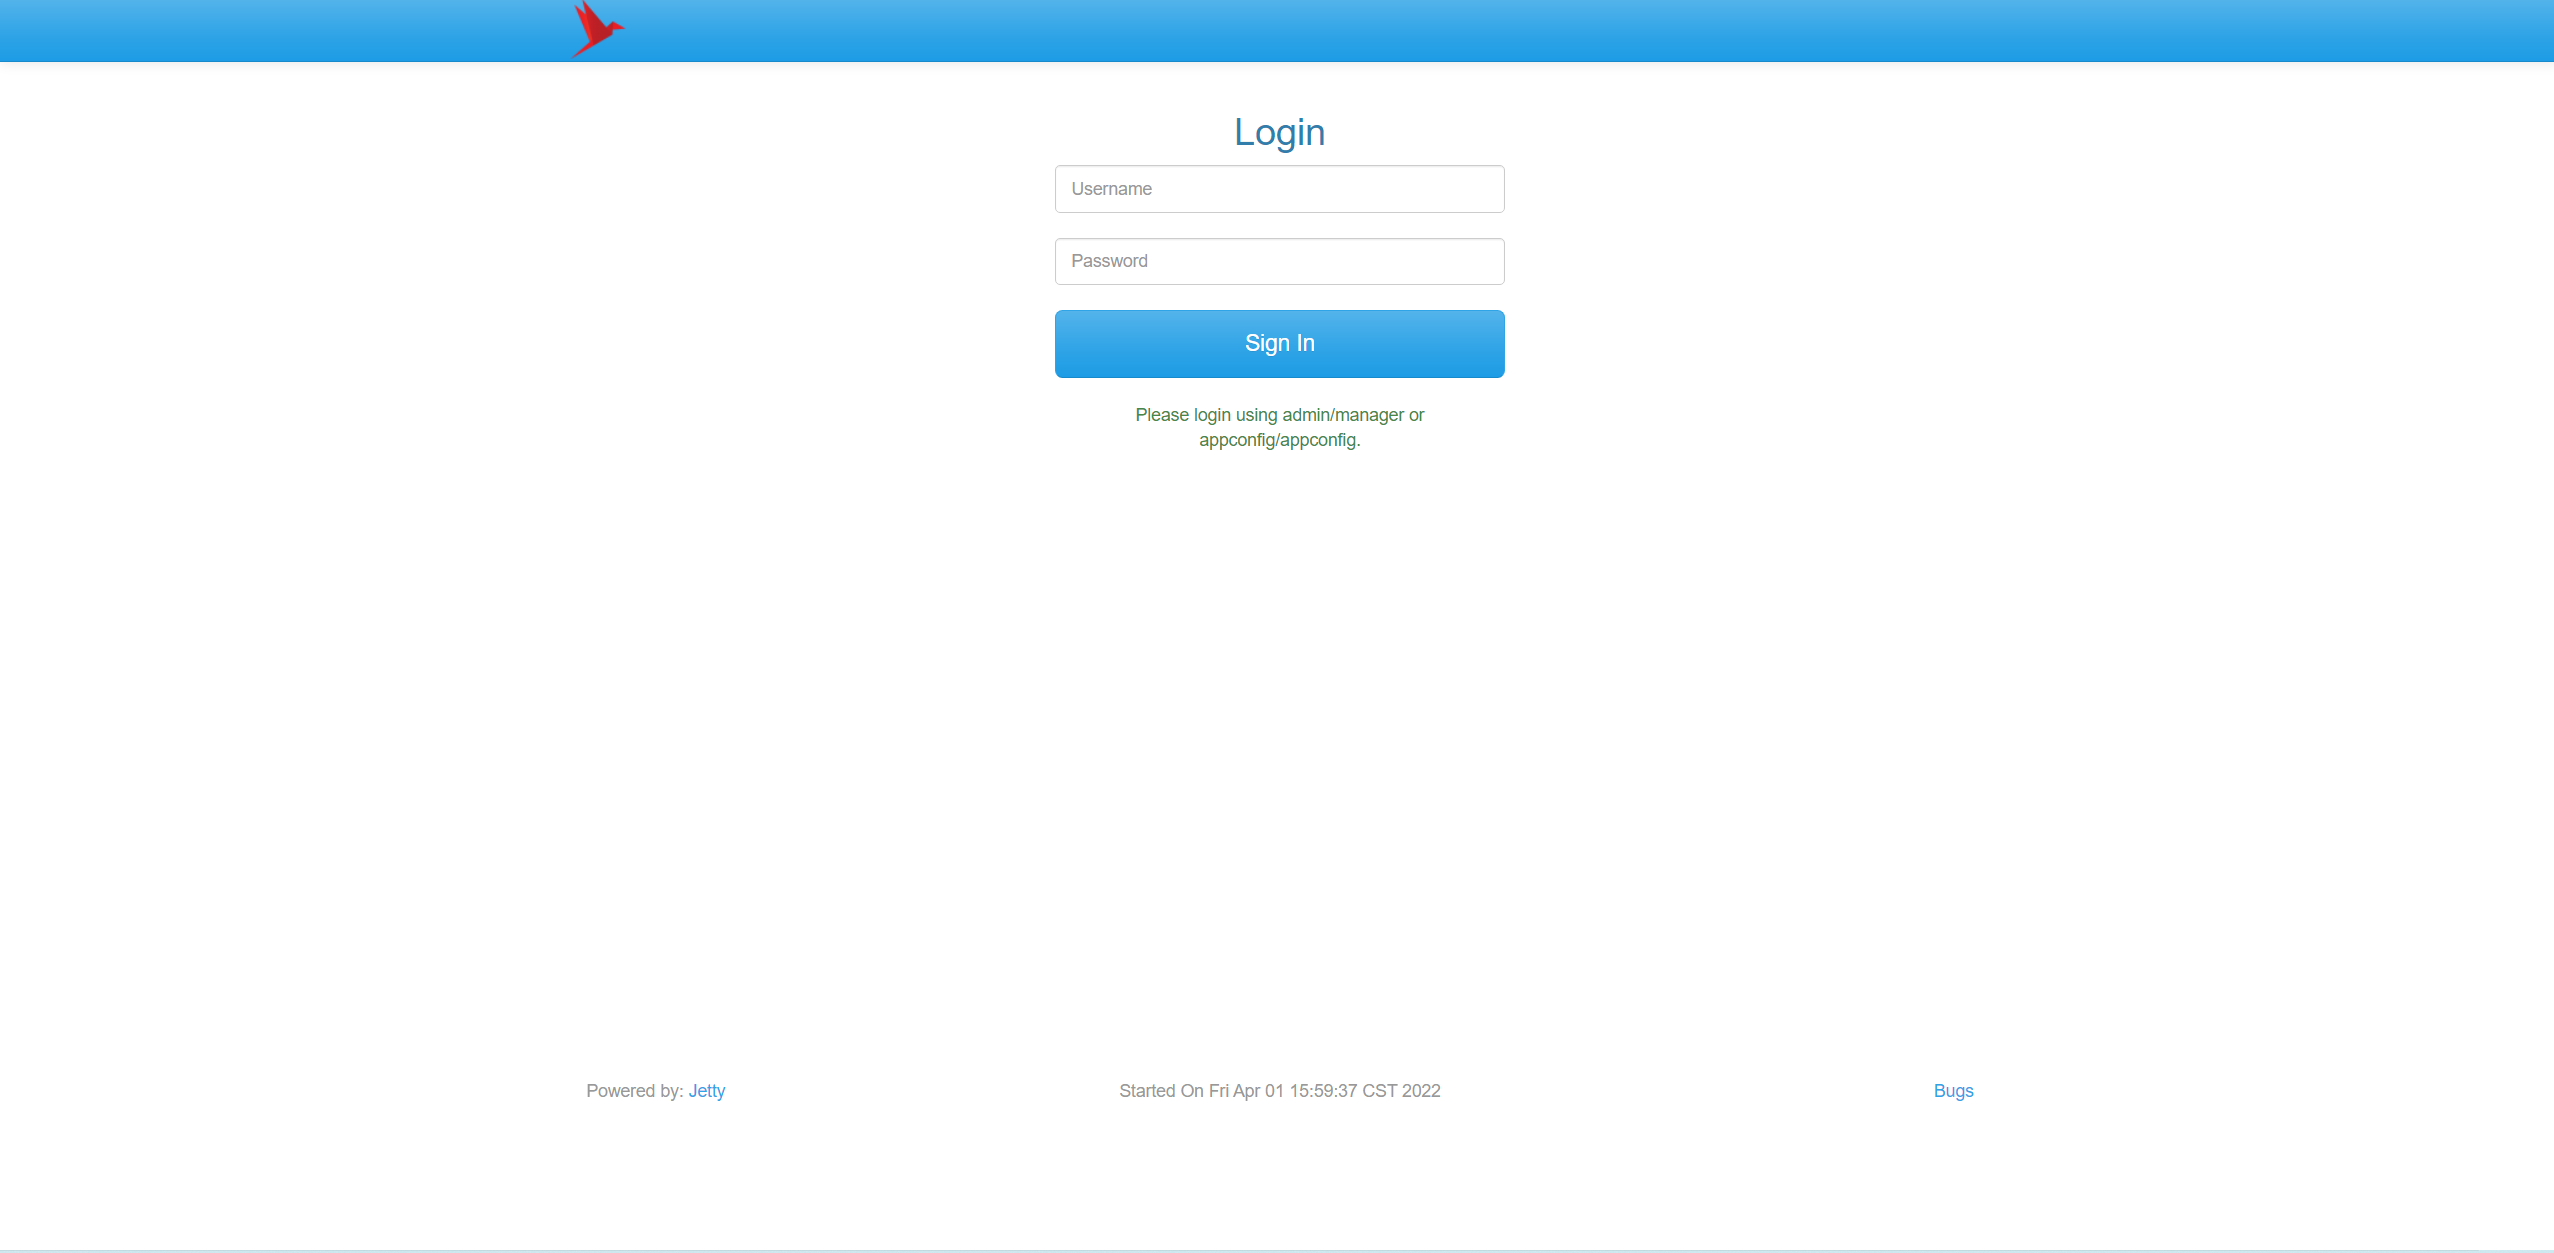 Login
Username
Password
Sign In
Please login using admin/manager or
appconfig/appconfig.
Powered by: Jetty
Started On Fri Apr 01 15:59:37 CST 2022
Bugs